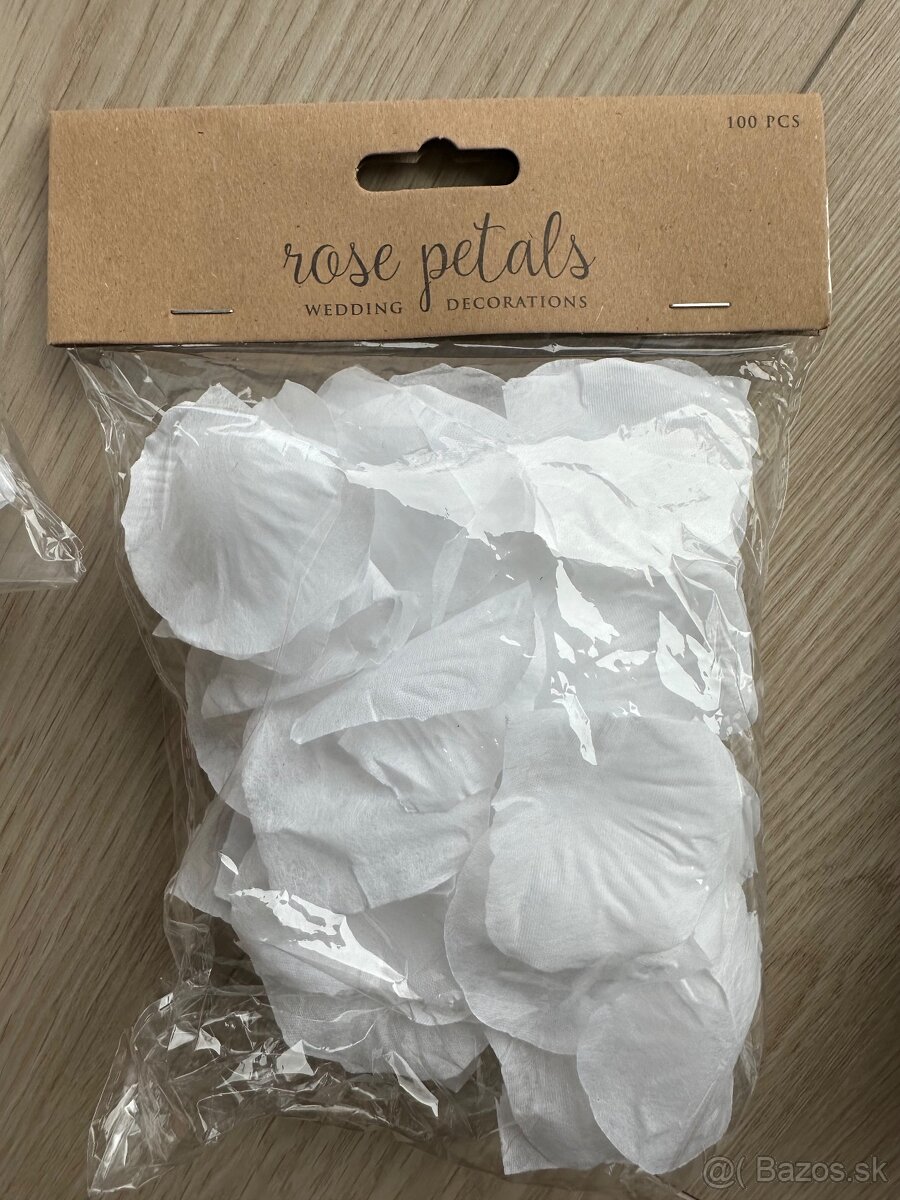 100 PCS
rose petals
WEDDING DECORATIONS
@( Bazos.sk